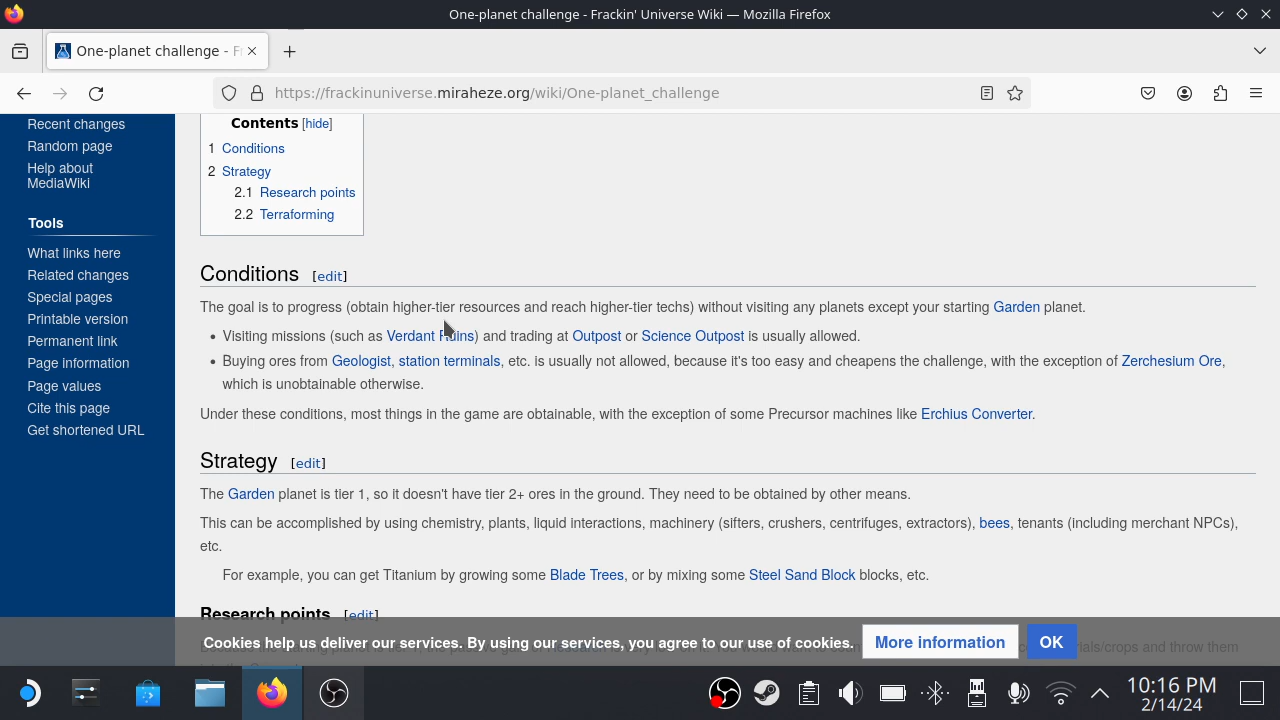 One-planet challenge - Frackin' Universe Wiki — Mozilla Firefox
One-planet challenge - F
https://frackinuniverse.miraheze.org/wiki/One-planet_challenge
Recent changes
Random page
Help about
MediaWiki
Tools
What links here
Related changes
Special pages
Printable version
Permanent link
Page information
Page values
Cite this page
Get shortened URL
Contents [hide]
1 Conditions
2 Strategy
2.1 Research points
2.2 Terraforming
Conditions [edit]
The goal is to progress (obtain higher-tier resources and reach higher-tier techs) without visiting any planets except your starting Garden planet.
• Visiting missions (such as Verdant Ruins) and trading at Outpost or Science Outpost is usually allowed.
• Buying ores from Geologist, station terminals, etc. is usually not allowed, because it's too easy and cheapens the challenge, with the exception of Zerchesium Ore,
which is unobtainable otherwise.
Under these conditions, most things in the game are obtainable, with the exception of some Precursor machines like Erchius Converter.
Strategy [edit]
The Garden planet is tier 1, so it doesn't have tier 2+ ores in the ground. They need to be obtained by other means.
This can be accomplished by using chemistry, plants, liquid interactions, machinery (sifters, crushers, centrifuges, extractors), bees, tenants (including merchant NPCs),
etc.
For example, you can get Titanium by growing some Blade Trees, or by mixing some Steel Sand Block blocks, etc.
Research points [edit]
Cookies help us deliver our services. By using our services, you agree to our use of cookies. More information OK
rials/crops and throw them
10:16 PM
2/14/24